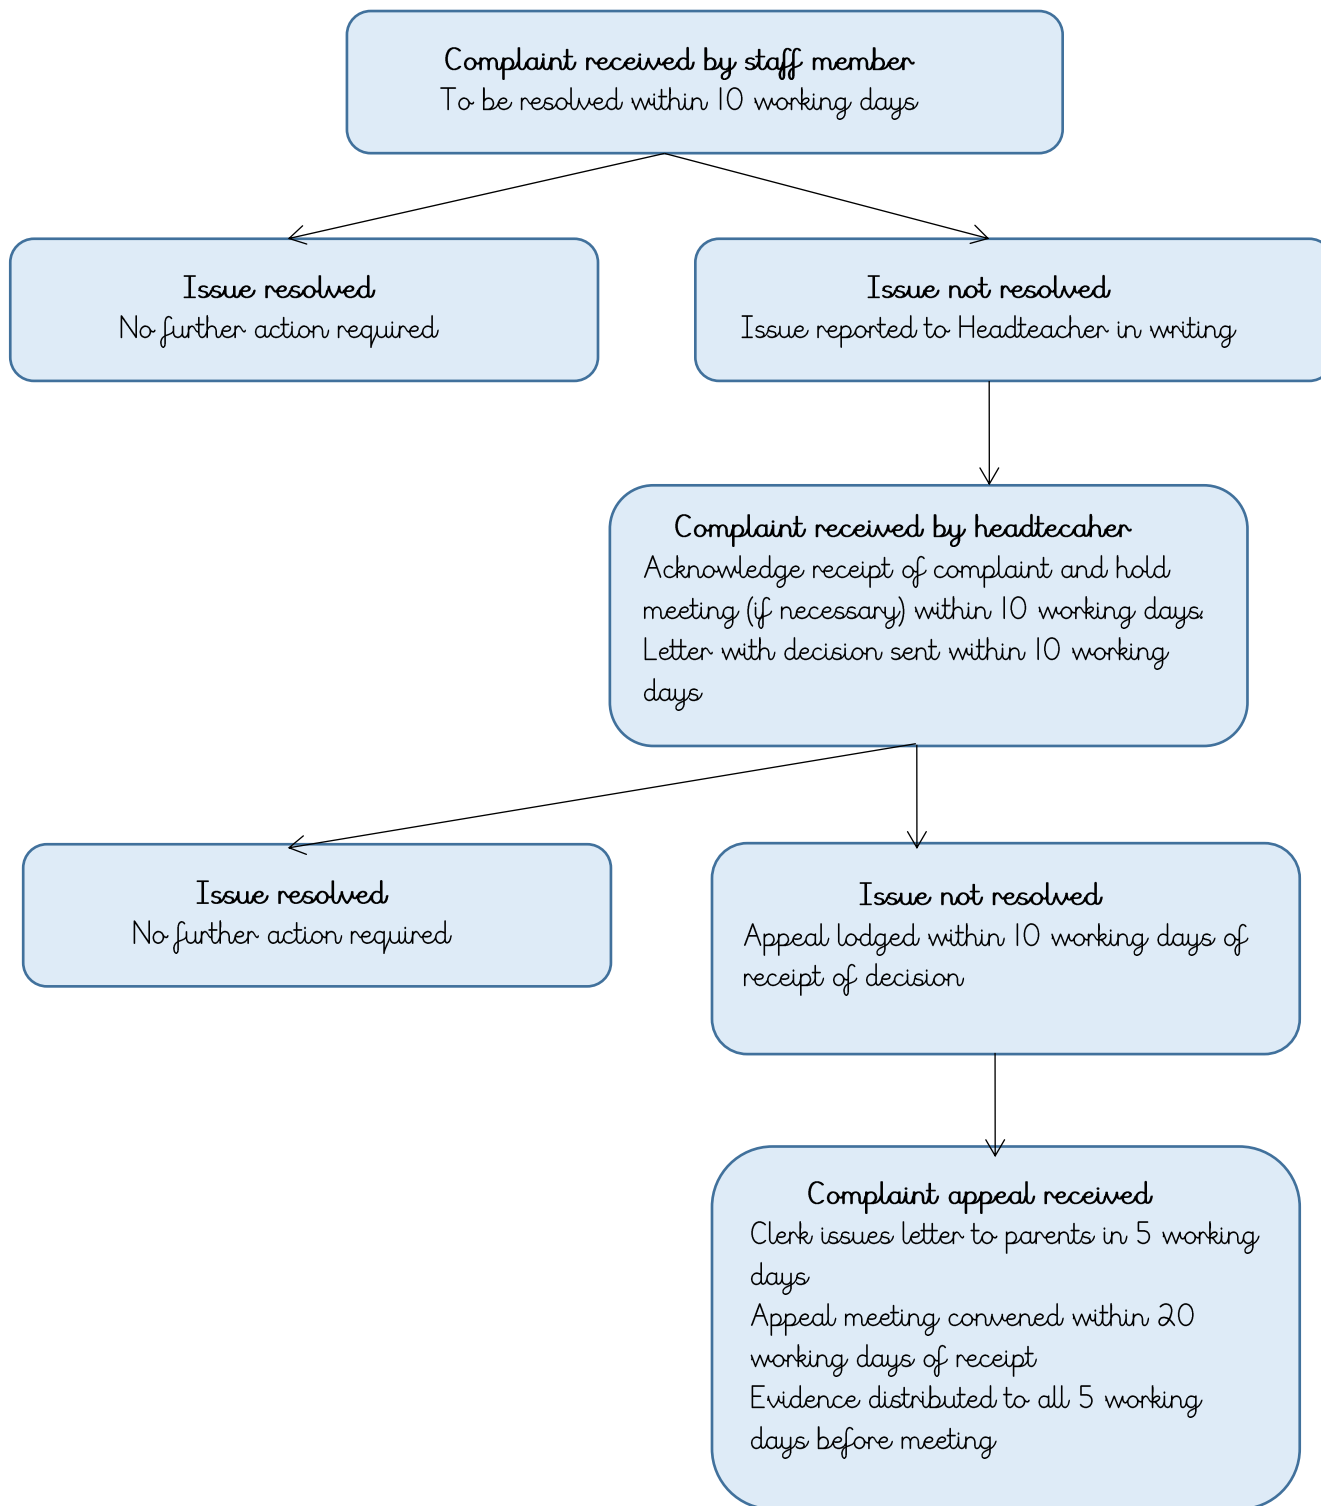 Complaint received by staff member
To be resolved within 10 working days
Issue resolved
No further action required
Issue not resolved
Issue reported to Headteacher in writing
Complaint received by headtecaher
Acknowledge receipt of complaint and hold
meeting (if necessary) within 10 working days.
Letter with decision sent within 10 working
days
Issue resolved
No further action required
Issue not resolved
Appeal lodged within 10 working days of
receipt of decision
Complaint appeal received
Clerk issues letter to parents in 5 working
days
Appeal meeting convened within 20
working days of receipt
Evidence distributed to all 5 working
days before meeting